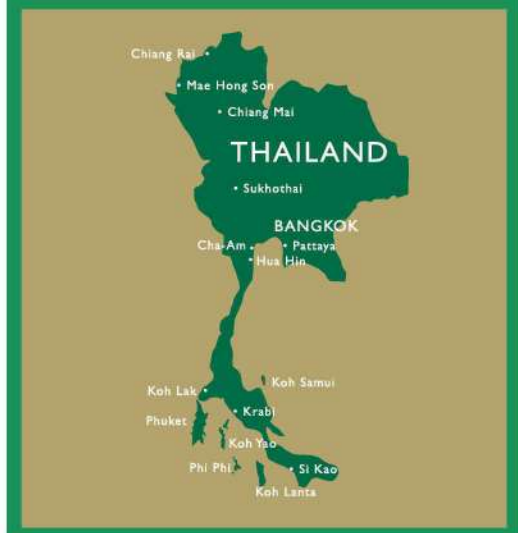 Chiang Rai
Mae Hong Son
Chiang Mai
THAILAND
Sukhothai
BANGKOK
Cha-Am
Pattaya
Hua Hin
Koh Samui
Koh Lak
Krabi
Phuket
Koh Yao
Phi Phi
Si Kao
Koh Lanta